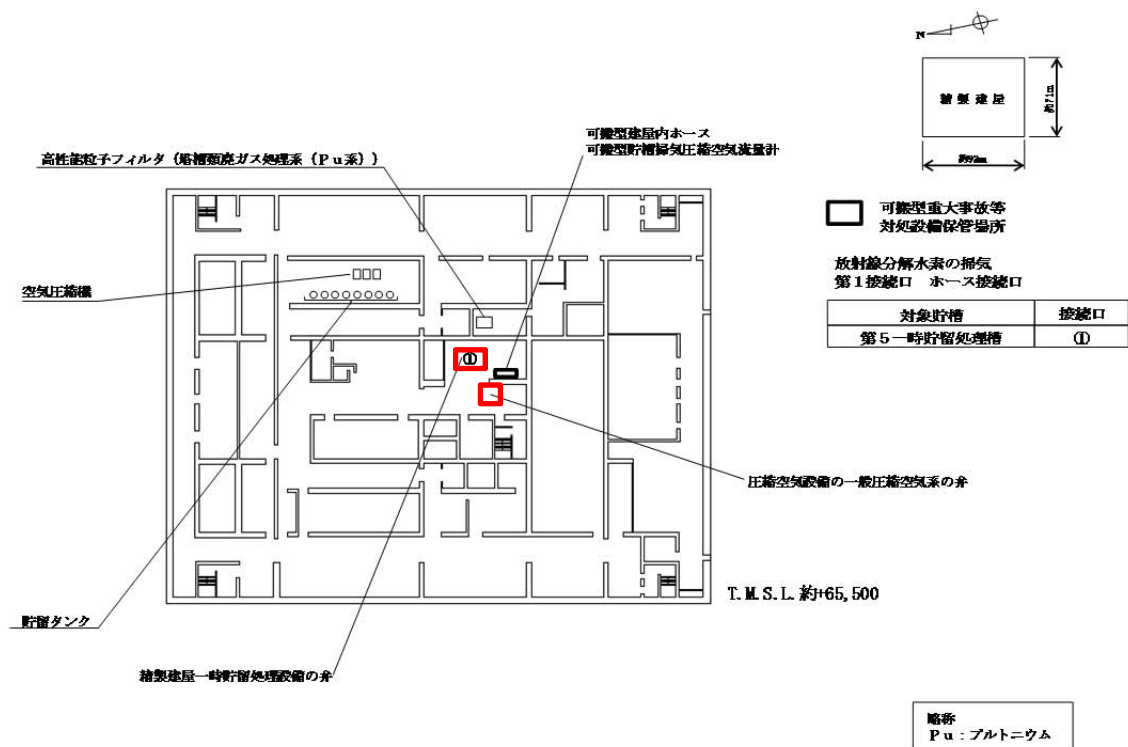 N
精製建屋
約71m
約92m
可搬型建屋内ホース
可搬型貯槽掃気圧縮空気流量計
高性能粒子フィルタ（塔槽類廃ガス処理系（Pu系））
可搬型重大事故等
対処設備保管場所
放射線分解水素の掃気
第1接続口 ホース接続口
対象貯槽 接続口
第5一時貯留処理槽 ①
空気圧縮機
①
圧縮空気設備の一般圧縮空気系の弁
T.M.S.L.約+65,500
貯留タンク
精製建屋一時貯留処理設備の弁
略称
Pu：プルトニウム